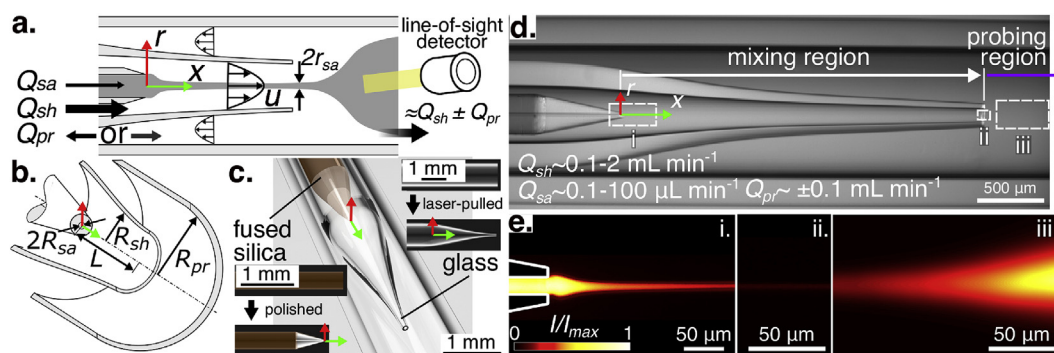 a.
r
x
u
2r_sa
line-of-sight
detector
Q_sa
Q_sh
Q_pr
or
≈Q_sh ± Q_pr
b.
2R_sa
L
R_sh
R_pr
c.
1 mm
laser-pulled
fused
silica
1 mm
glass
polished
1 mm
d.
mixing region
probing
region
r
x
i
ii
iii
Q_sh~0.1-2 mL min⁻¹
Q_sa~0.1-100 μL min⁻¹ Q_pr~ ±0.1 mL min⁻¹
500 μm
e.
i.
ii.
iii
0 I/I_max 1
50 μm
50 μm
50 μm